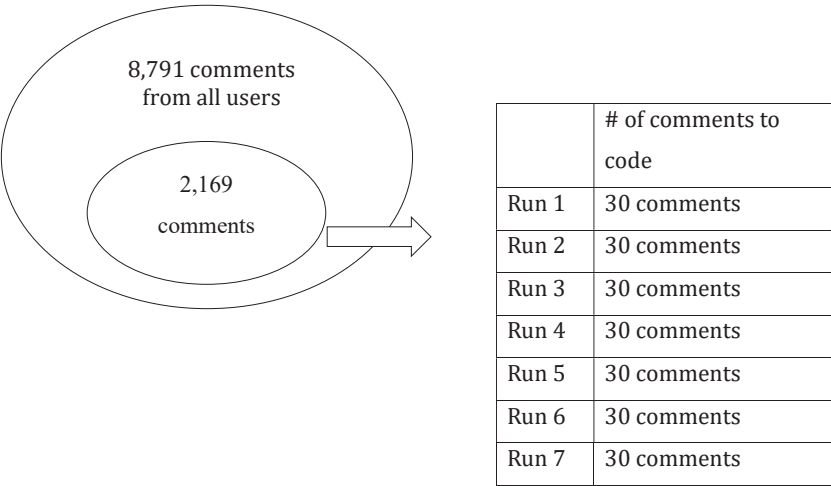 8,791 comments
from all users
2,169
comments
# of comments to
code
Run 1 30 comments
Run 2 30 comments
Run 3 30 comments
Run 4 30 comments
Run 5 30 comments
Run 6 30 comments
Run 7 30 comments